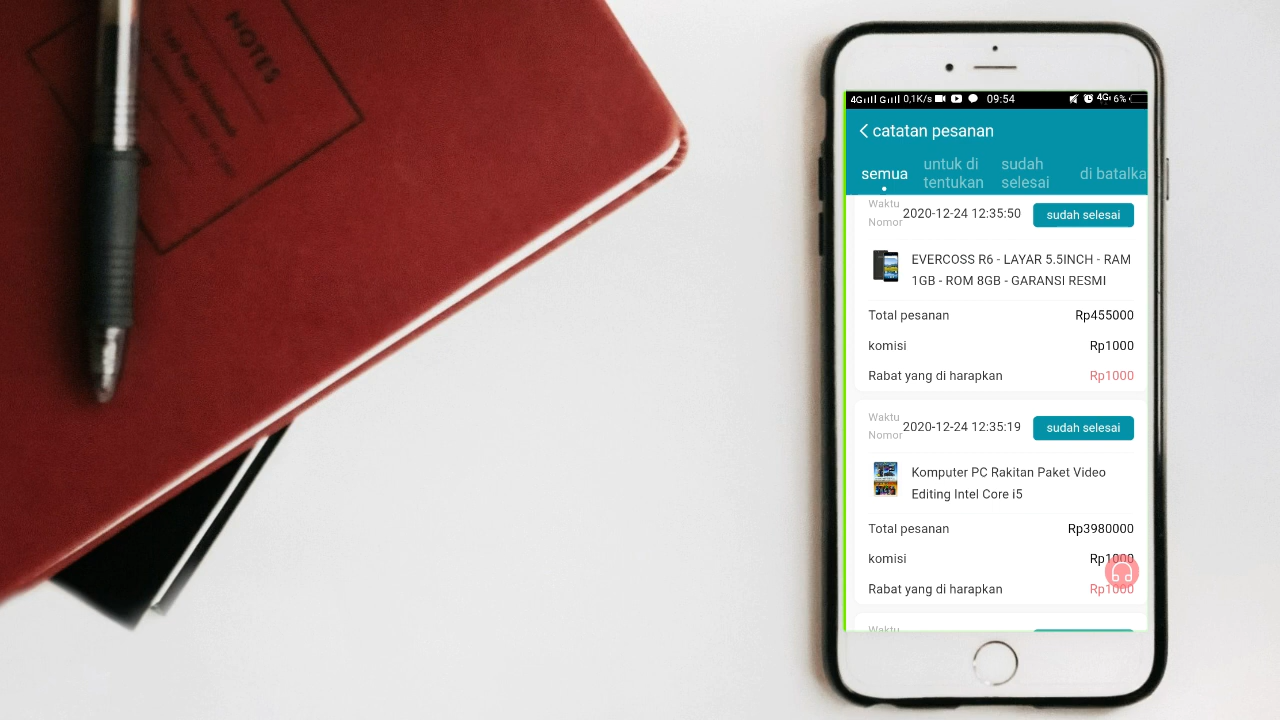 NOTES
4G 0,1K/s 09:54 4G 6%
catatan pesanan
semua
untuk di
tentukan
sudah
selesai
di batalka
Waktu
Nomor
2020-12-24 12:35:50
sudah selesai
EVERCOSS R6 - LAYAR 5.5INCH - RAM
1GB - ROM 8GB - GARANSI RESMI
Total pesanan Rp455000
komisi Rp1000
Rabat yang di harapkan Rp1000
Waktu
Nomor
2020-12-24 12:35:19
sudah selesai
Komputer PC Rakitan Paket Video
Editing Intel Core i5
Total pesanan Rp3980000
komisi Rp1000
Rabat yang di harapkan Rp1000
Waktu